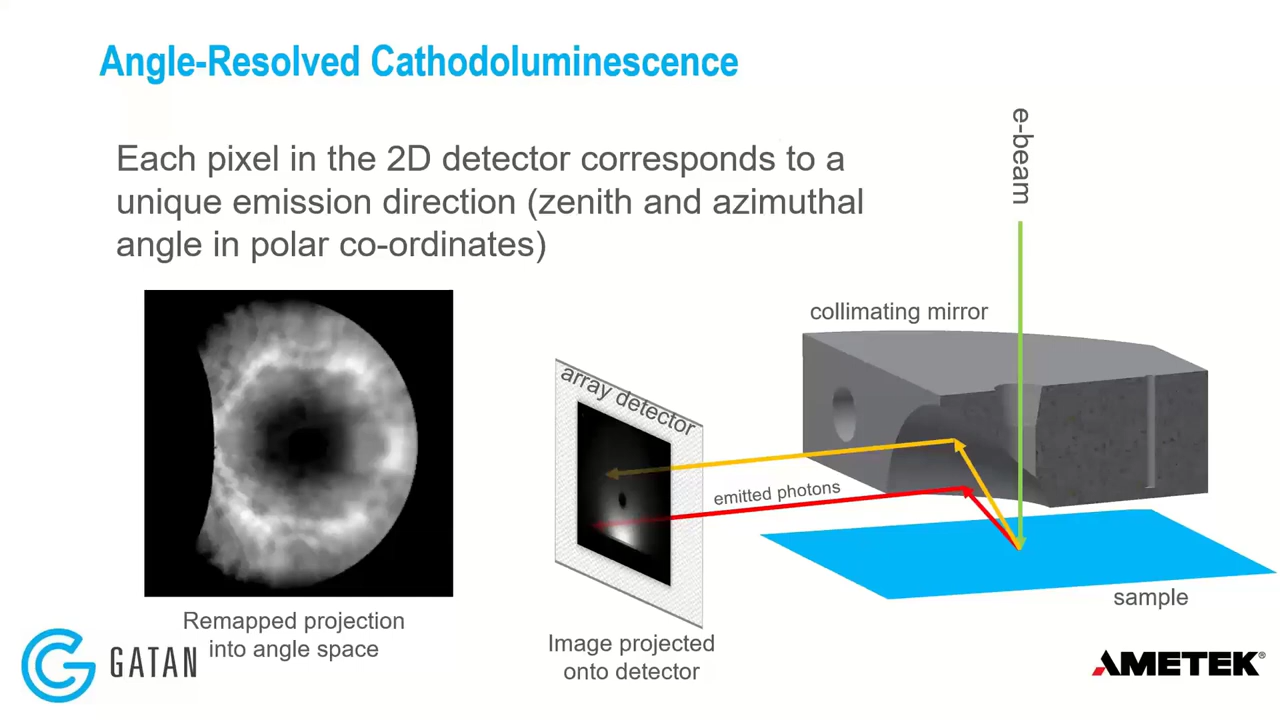 Angle-Resolved Cathodoluminescence
Each pixel in the 2D detector corresponds to a
unique emission direction (zenith and azimuthal
angle in polar co-ordinates)
e-beam
collimating mirror
array detector
emitted photons
sample
Remapped projection
into angle space
Image projected
onto detector
GATAN
AMETEK®